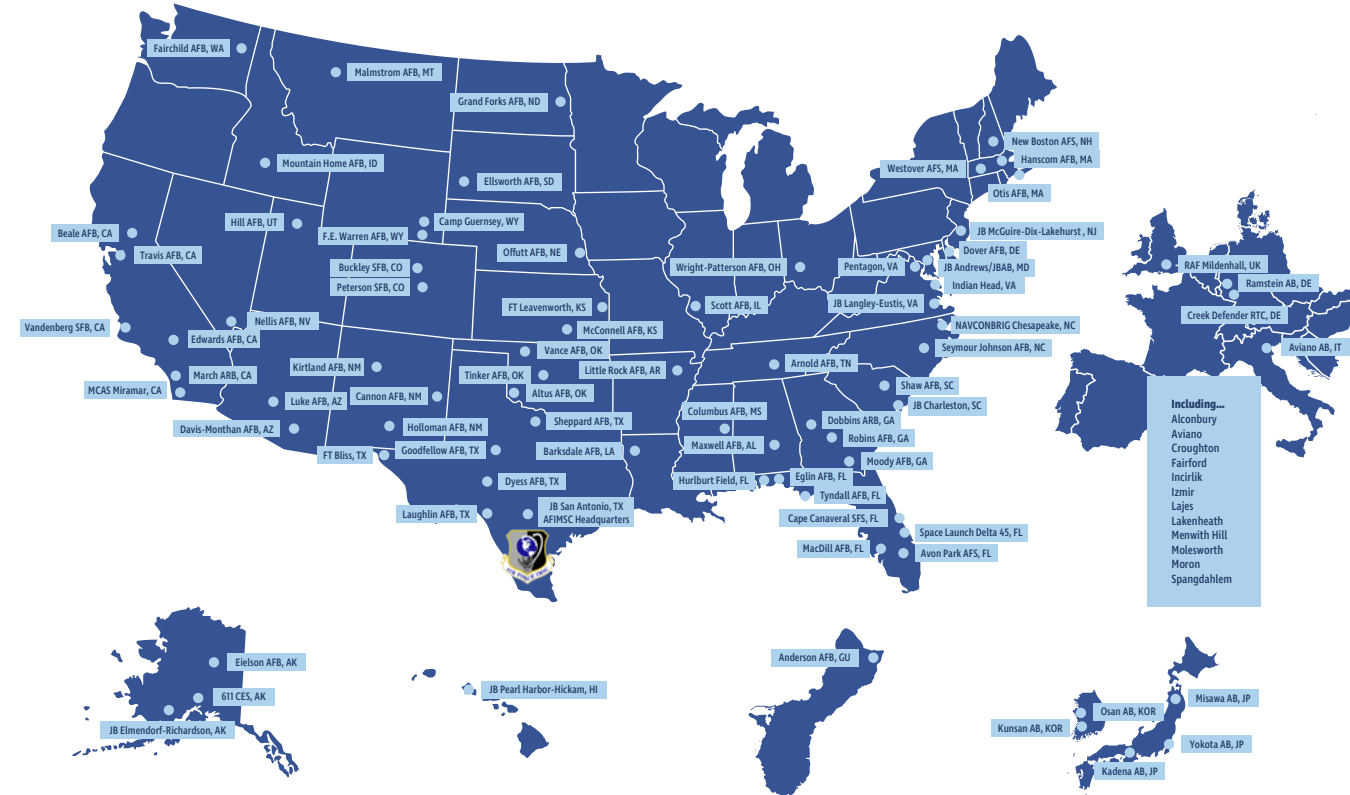 Fairchild AFB, WA
Malmstrom AFB, MT
Grand Forks AFB, ND
New Boston AFS, NH
Hanscom AFB, MA
Westover AFS, MA
Otis AFB, MA
Mountain Home AFB, ID
Ellsworth AFB, SD
Hill AFB, UT
Camp Guernsey, WY
F.E. Warren AFB, WY
Beale AFB, CA
Travis AFB, CA
Offutt AFB, NE
Buckley SFB, CO
Peterson SFB, CO
Wright-Patterson AFB, OH
Pentagon, VA
JB McGuire-Dix-Lakehurst , NJ
Dover AFB, DE
JB Andrews/JBAB, MD
Indian Head, VA
JB Langley-Eustis, VA
FT Leavenworth, KS
Scott AFB, IL
McConnell AFB, KS
NAVCONBRIG Chesapeake, NC
Seymour Johnson AFB, NC
Vandenberg SFB, CA
Nellis AFB, NV
Edwards AFB, CA
Vance AFB, OK
Kirtland AFB, NM
Tinker AFB, OK
Little Rock AFB, AR
Arnold AFB, TN
March ARB, CA
MCAS Miramar, CA
Luke AFB, AZ
Cannon AFB, NM
Altus AFB, OK
Shaw AFB, SC
JB Charleston, SC
Davis-Monthan AFB, AZ
Holloman AFB, NM
Sheppard AFB, TX
Columbus AFB, MS
Dobbins ARB, GA
Robins AFB, GA
FT Bliss, TX
Goodfellow AFB, TX
Barksdale AFB, LA
Maxwell AFB, AL
Moody AFB, GA
Dyess AFB, TX
Hurlburt Field, FL
Eglin AFB, FL
Tyndall AFB, FL
Laughlin AFB, TX
JB San Antonio, TX
AFIMSC Headquarters
Cape Canaveral SFS, FL
Space Launch Delta 45, FL
MacDill AFB, FL
Avon Park AFS, FL
RAF Mildenhall, UK
Ramstein AB, DE
Creek Defender RTC, DE
Aviano AB, IT
Including...
Alconbury
Aviano
Croughton
Fairford
Incirlik
Izmir
Lajes
Lakenheath
Menwith Hill
Molesworth
Moron
Spangdahlem
Eielson AFB, AK
611 CES, AK
JB Elmendorf-Richardson, AK
JB Pearl Harbor-Hickam, HI
Anderson AFB, GU
Misawa AB, JP
Osan AB, KOR
Kunsan AB, KOR
Yokota AB, JP
Kadena AB, JP